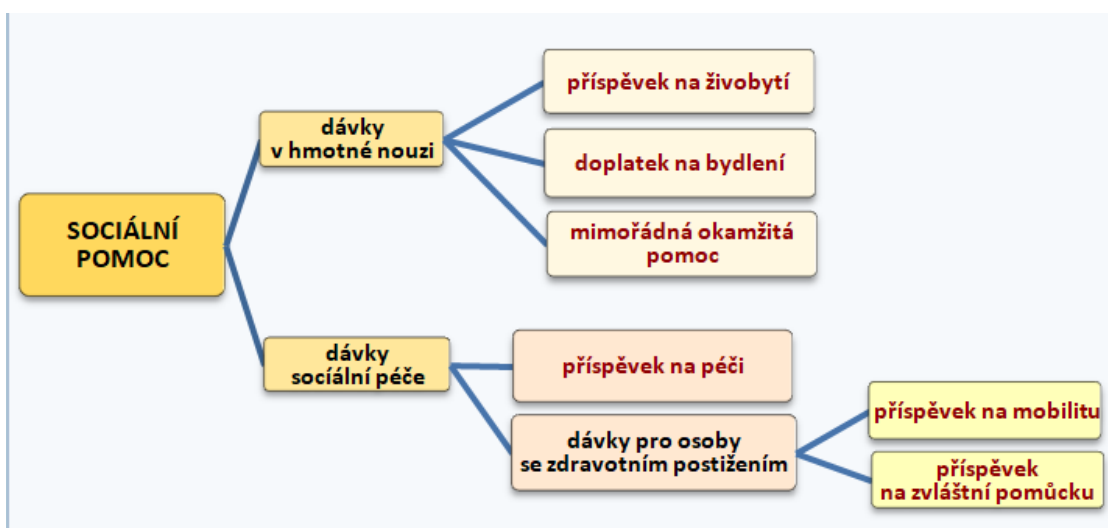 SOCIÁLNÍ
POMOC
dávky
v hmotné nouzi
příspěvek na živobytí
doplatek na bydlení
mimořádná okamžitá
pomoc
dávky
sociální péče
příspěvek na péči
dávky pro osoby
se zdravotním postižením
příspěvek na mobilitu
příspěvek
na zvláštní pomůcku